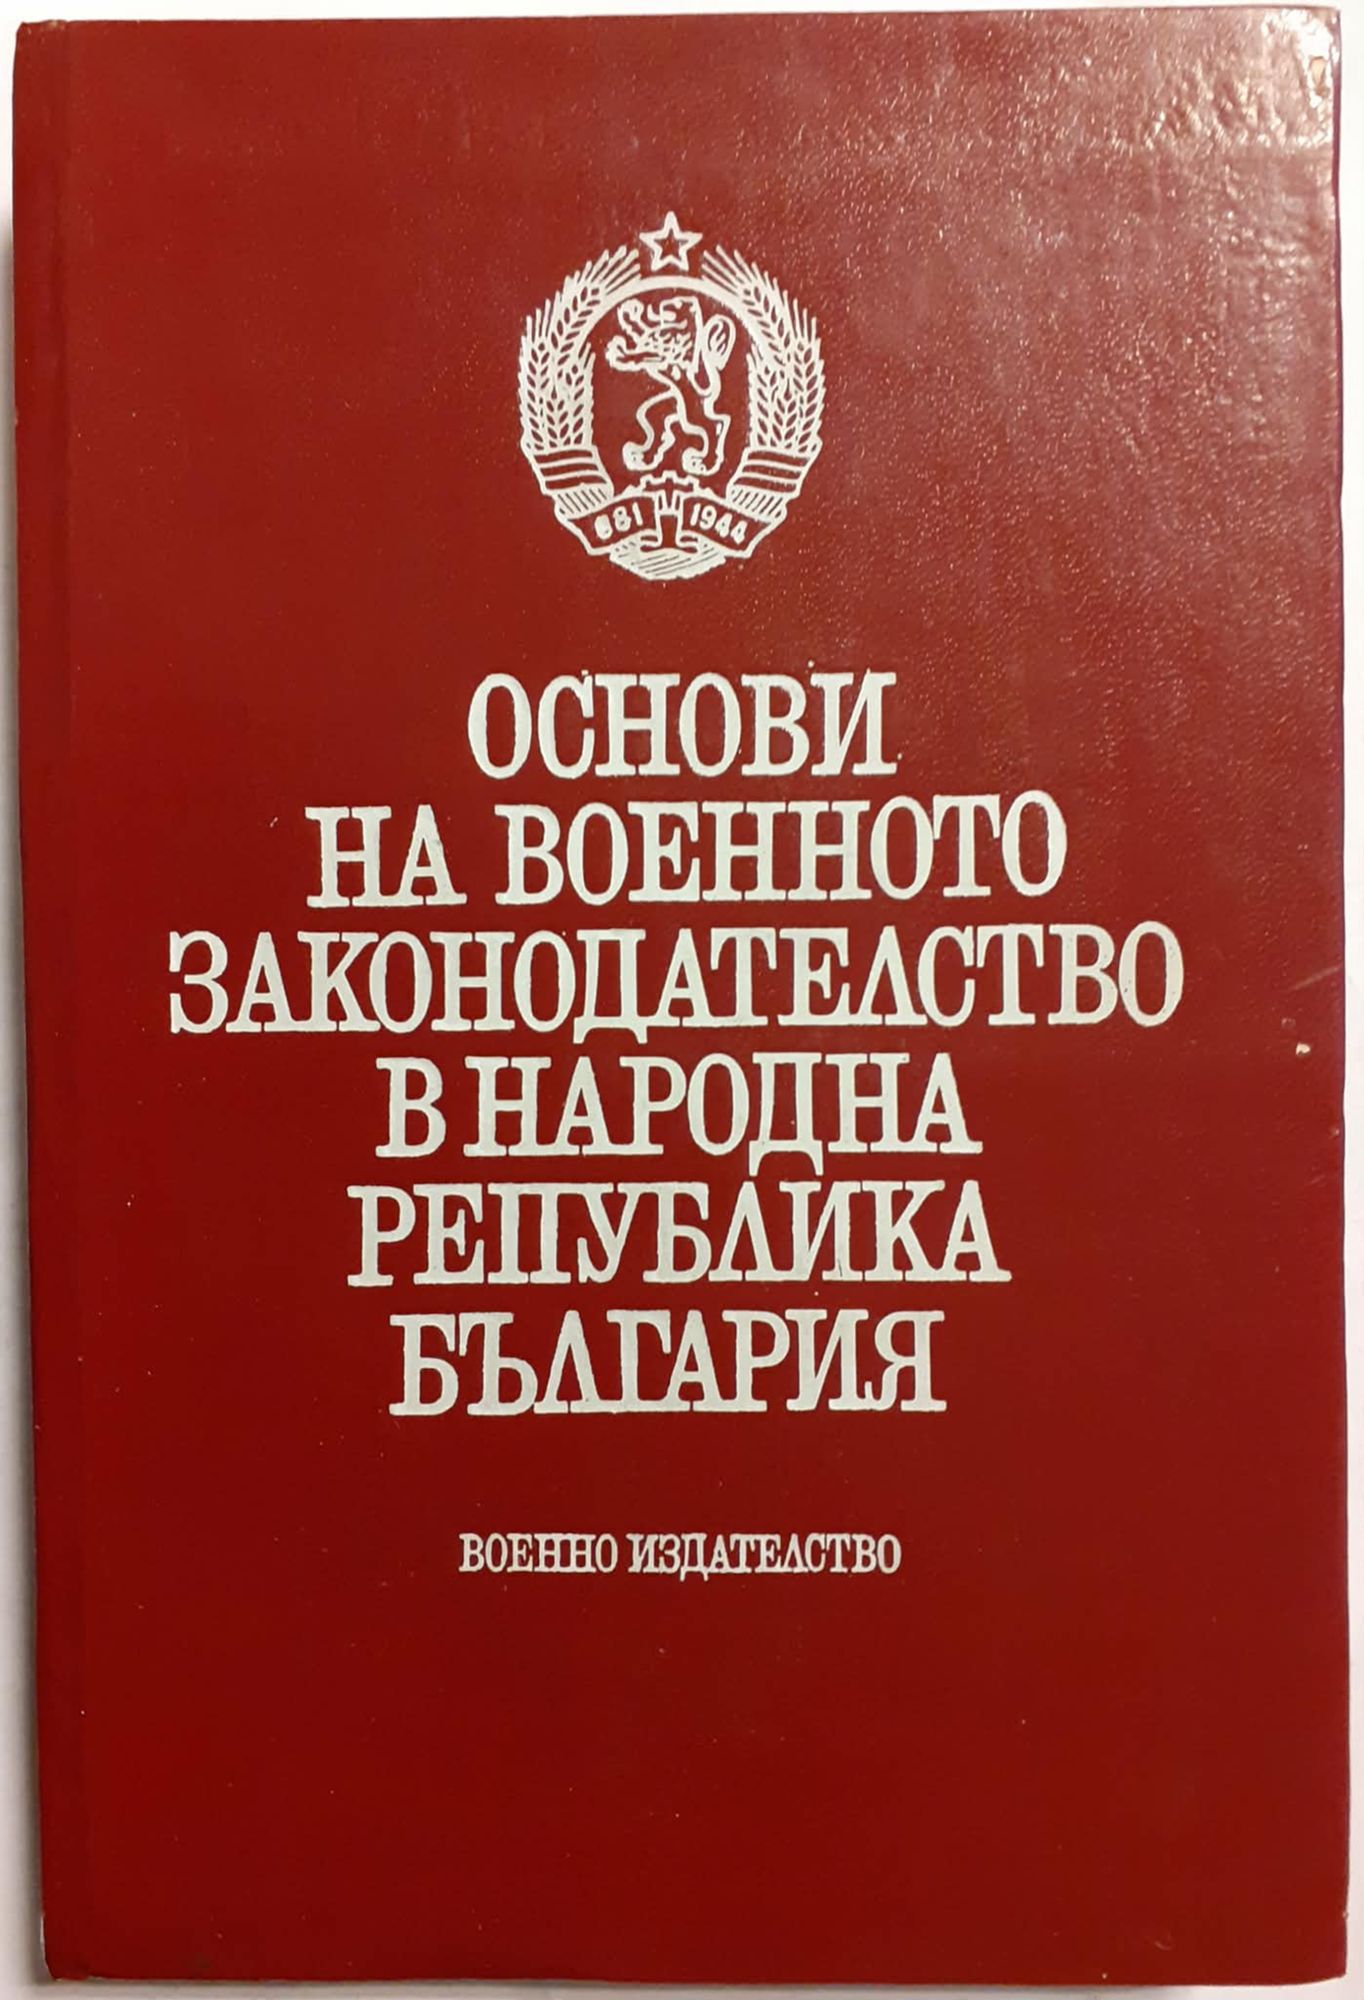 681 1944
ОСНОВИ
НА ВОЕННОТО
ЗАКОНОДАТЕЛСТВО
В НАРОДНА
РЕПУБЛИКА
БЪЛГАРИЯ
ВОЕННО ИЗДАТЕЛСТВО